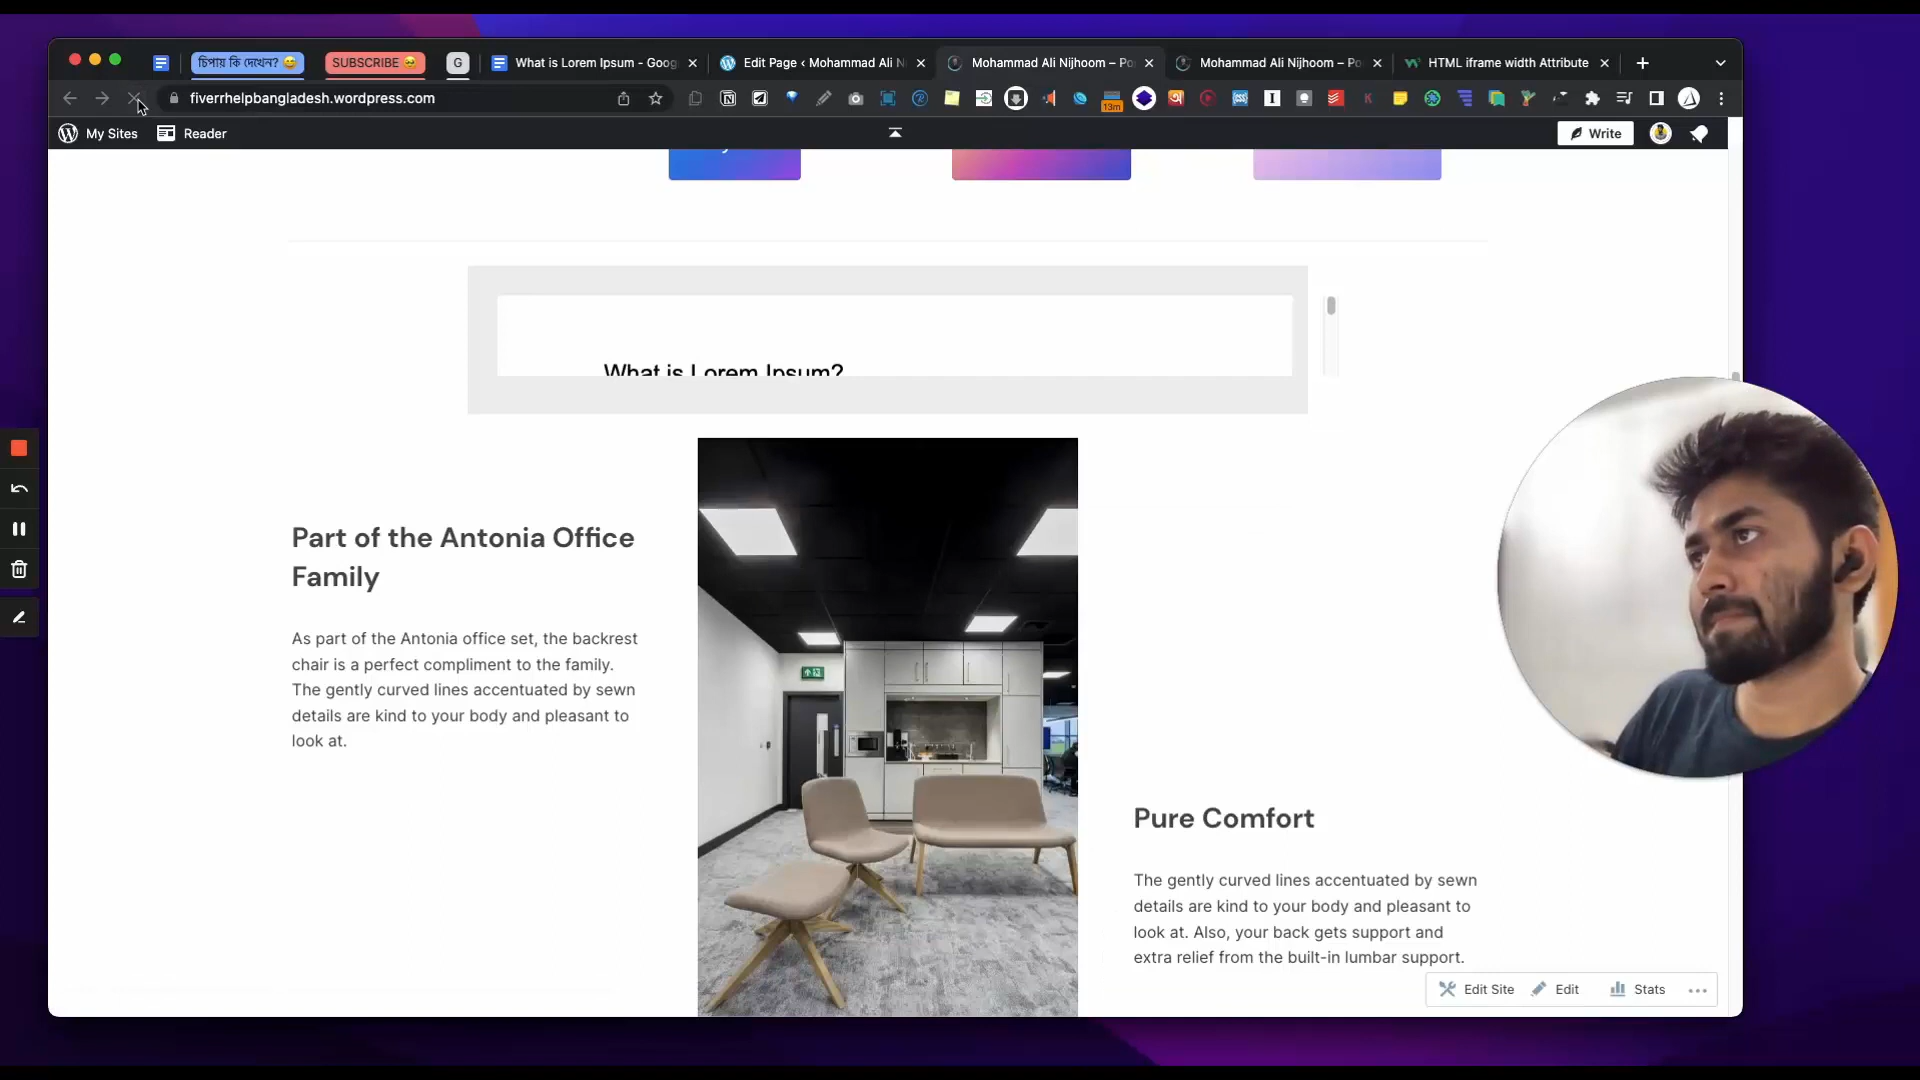 চিপায় কি দেখেন? 😅
SUBSCRIBE 🥺
G
What is Lorem Ipsum - Goog
Edit Page ‹ Mohammad Ali N
Mohammad Ali Nijhoom – Po
Mohammad Ali Nijhoom – Po
HTML iframe width Attribute
fiverrhelpbangladesh.wordpress.com
13m
My Sites
Reader
Write
What is Lorem Ipsum?
Part of the Antonia Office
Family
As part of the Antonia office set, the backrest
chair is a perfect compliment to the family.
The gently curved lines accentuated by sewn
details are kind to your body and pleasant to
look at.
Pure Comfort
The gently curved lines accentuated by sewn
details are kind to your body and pleasant to
look at. Also, your back gets support and
extra relief from the built-in lumbar support.
Edit Site
Edit
Stats